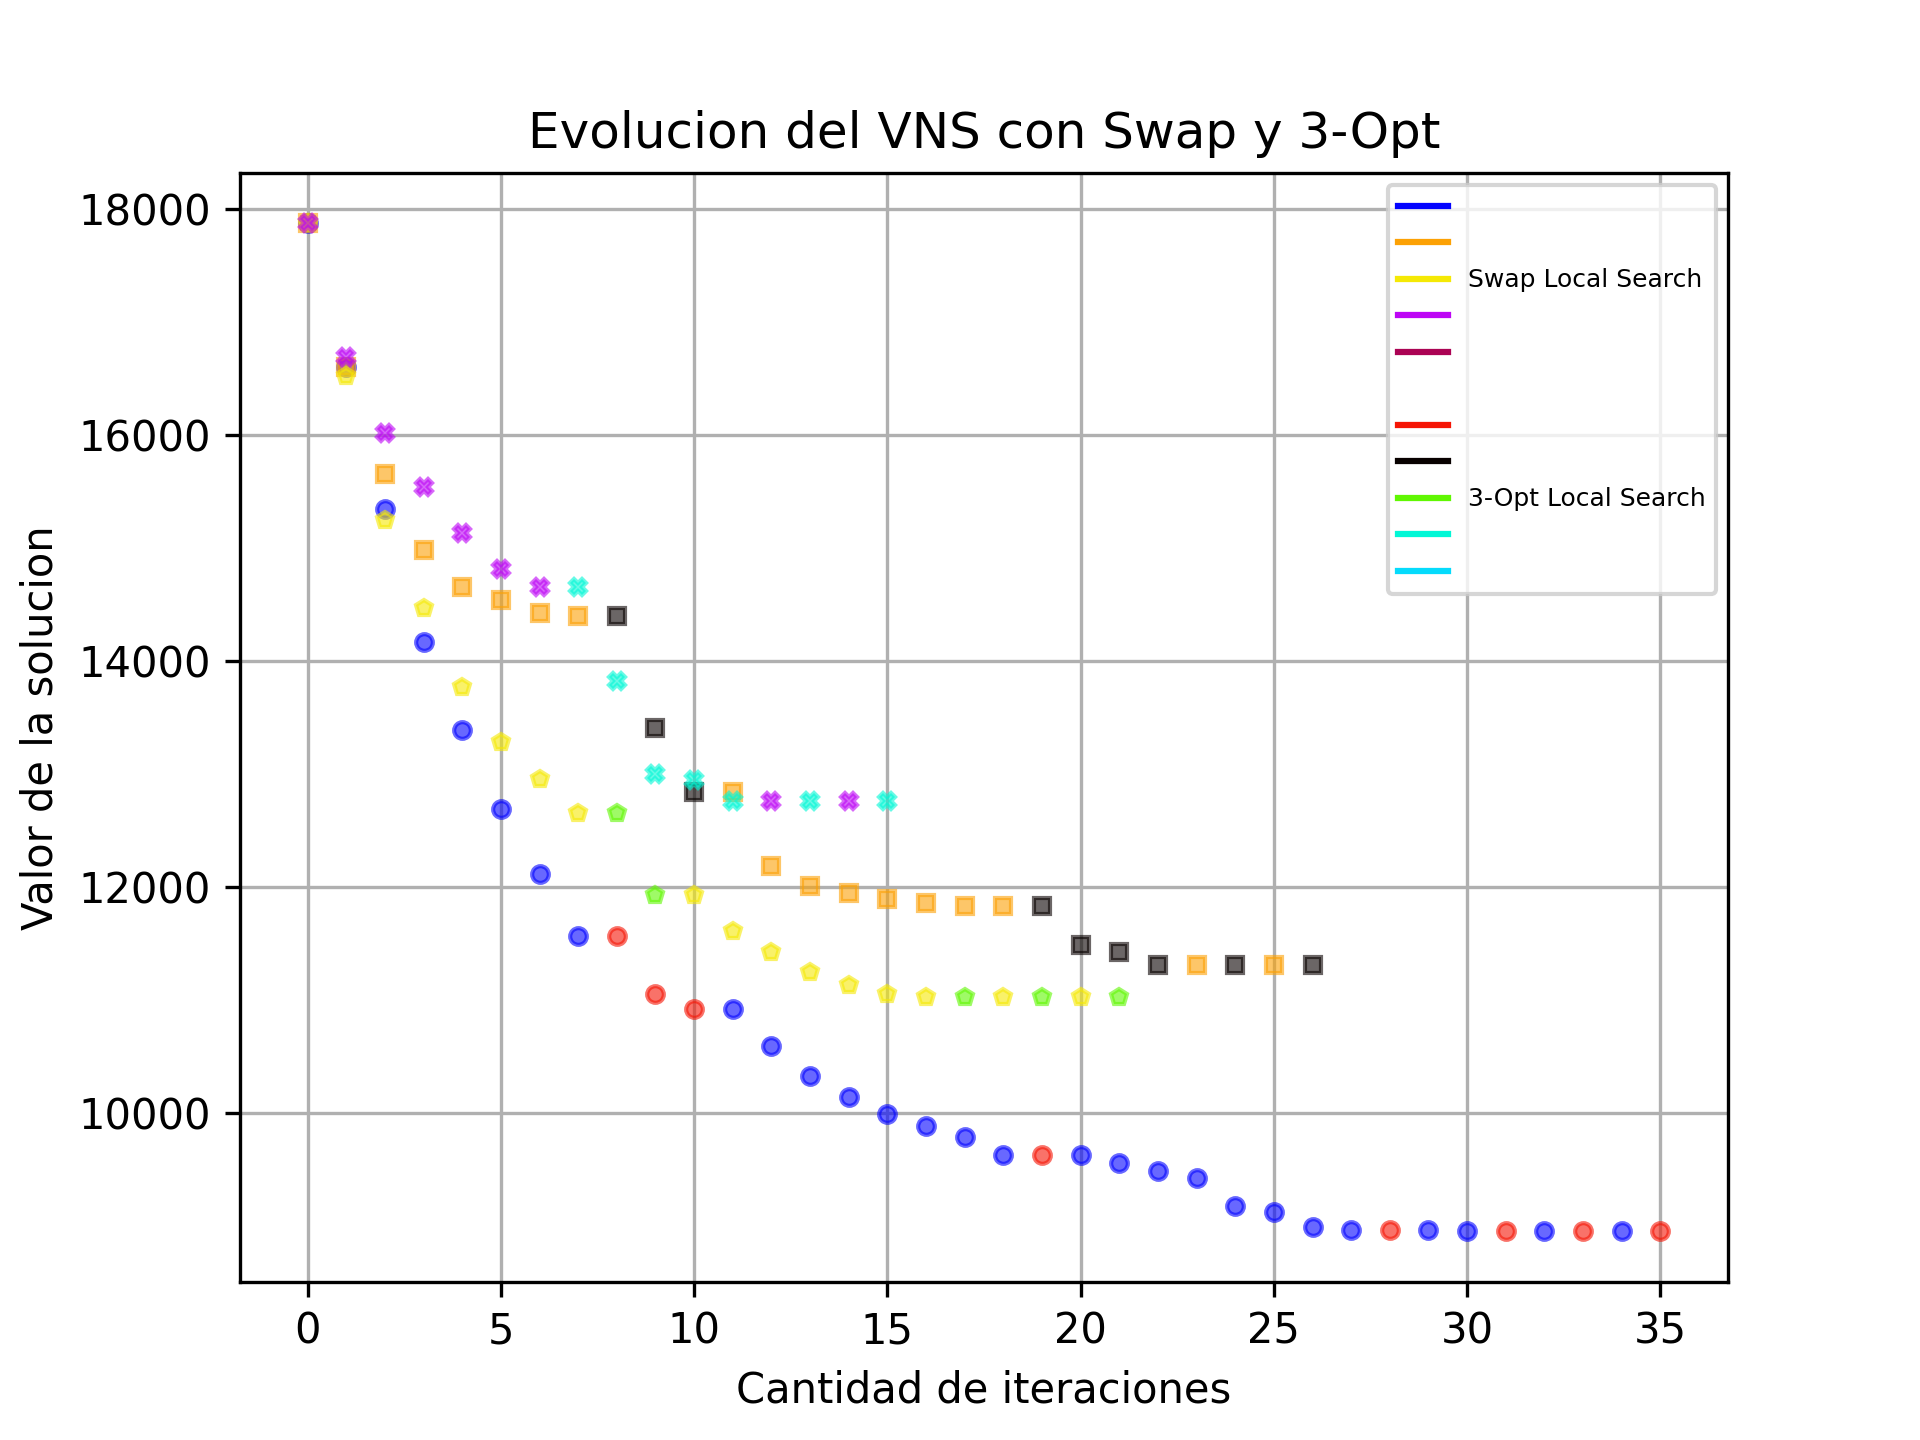 Evolucion del VNS con Swap y 3-Opt
Valor de la solucion
18000
16000
14000
12000
10000
Swap Local Search
3-Opt Local Search
0 5 10 15 20 25 30 35
Cantidad de iteraciones